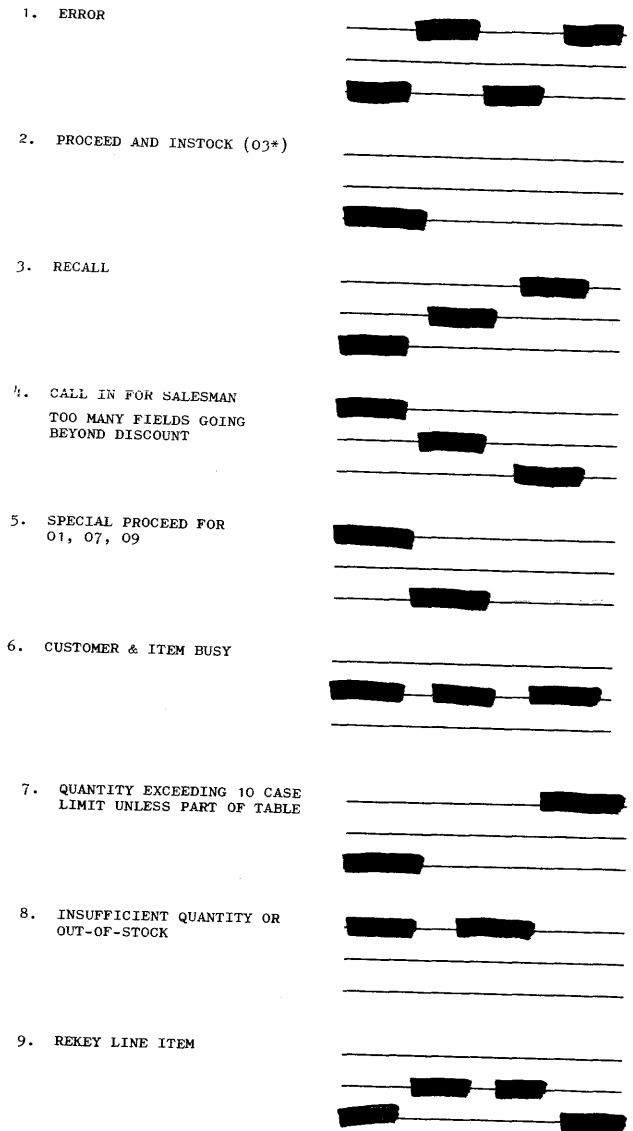 1. ERROR
2. PROCEED AND INSTOCK (03*)
3. RECALL
4. CALL IN FOR SALESMAN
TOO MANY FIELDS GOING
BEYOND DISCOUNT
5. SPECIAL PROCEED FOR
01, 07, 09
6. CUSTOMER & ITEM BUSY
7. QUANTITY EXCEEDING 10 CASE
LIMIT UNLESS PART OF TABLE
8. INSUFFICIENT QUANTITY OR
OUT-OF-STOCK
9. REKEY LINE ITEM